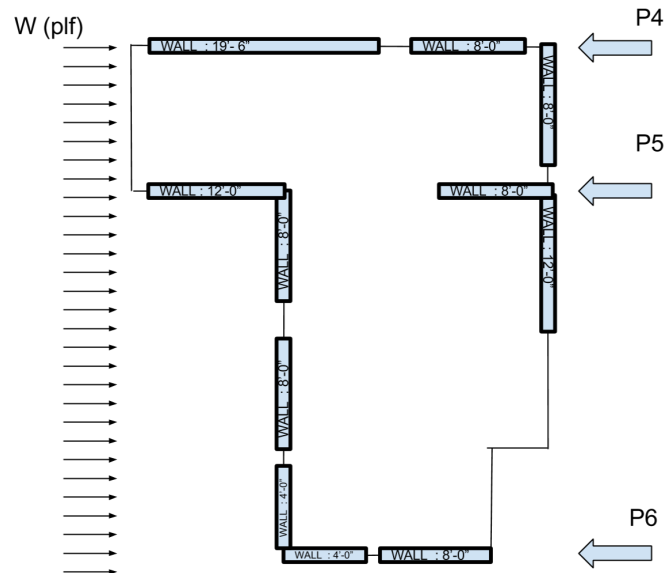 W (plf)
P4
WALL : 19'- 6"
WALL : 8'-0"
WALL : 8'-0"
P5
WALL : 12'-0"
WALL : 8'-0"
WALL : 8'-0"
WALL : 12'-0"
WALL : 8'-0"
WALL : 4'-0"
P6
WALL : 4'-0"
WALL : 8'-0"